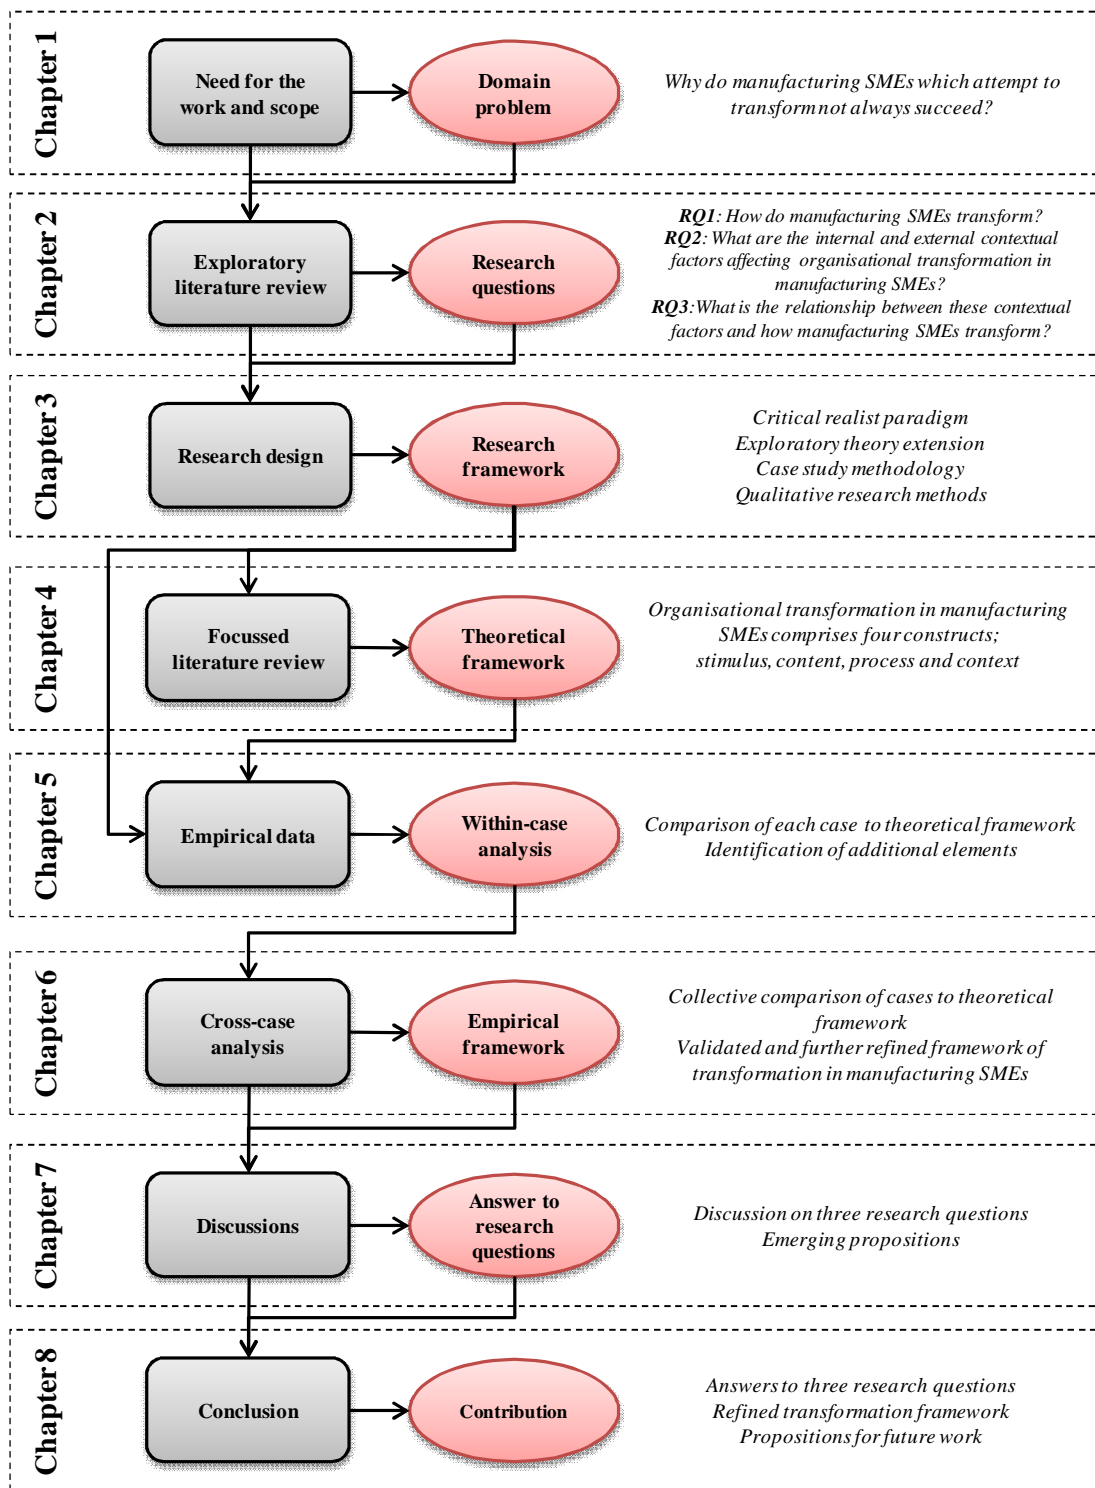 Chapter 1
Need for the
work and scope
Domain
problem
Why do manufacturing SMEs which attempt to
transform not always succeed?
Chapter 2
Exploratory
literature review
Research
questions
RQ1: How do manufacturing SMEs transform?
RQ2: What are the internal and external contextual
factors affecting organisational transformation in
manufacturing SMEs?
RQ3: What is the relationship between these contextual
factors and how manufacturing SMEs transform?
Chapter 3
Research design
Research
framework
Critical realist paradigm
Exploratory theory extension
Case study methodology
Qualitative research methods
Chapter 4
Focussed
literature review
Theoretical
framework
Organisational transformation in manufacturing
SMEs comprises four constructs;
stimulus, content, process and context
Chapter 5
Empirical data
Within-case
analysis
Comparison of each case to theoretical framework
Identification of additional elements
Chapter 6
Cross-case
analysis
Empirical
framework
Collective comparison of cases to theoretical
framework
Validated and further refined framework of
transformation in manufacturing SMEs
Chapter 7
Discussions
Answer to
research
questions
Discussion on three research questions
Emerging propositions
Chapter 8
Conclusion
Contribution
Answers to three research questions
Refined transformation framework
Propositions for future work